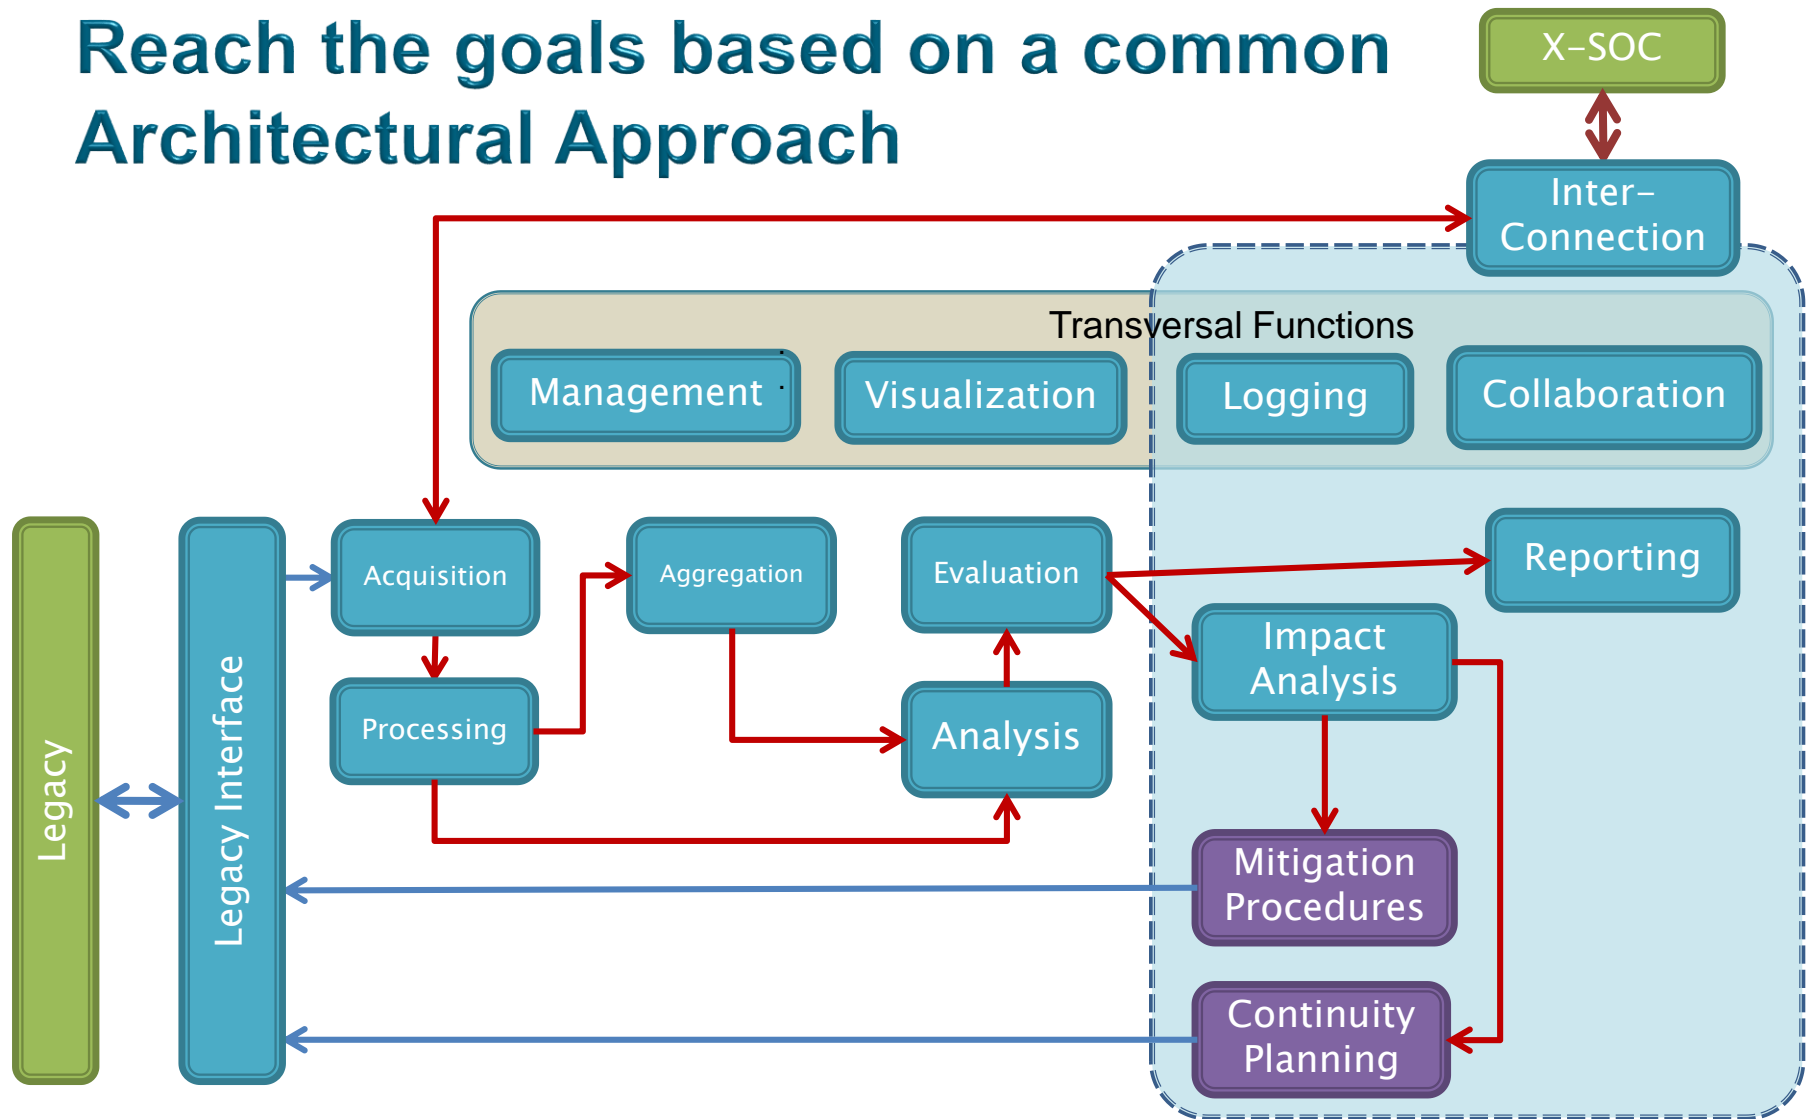 Reach the goals based on a common
Architectural Approach
X-SOC
Inter-
Connection
Transversal Functions
.
.
Management
Visualization
Logging
Collaboration
Legacy
Legacy Interface
Acquisition
Aggregation
Evaluation
Reporting
Impact
Analysis
Processing
Analysis
Mitigation
Procedures
Continuity
Planning